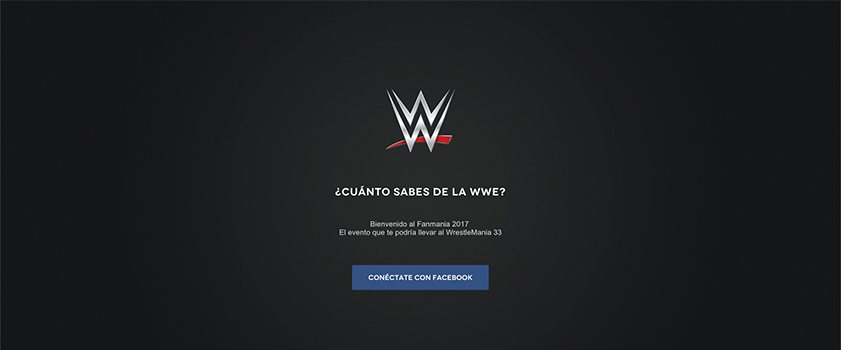 W
¿CUÁNTO SABES DE LA WWE?
Bienvenido al Fanmania 2017
El evento que te podría llevar al WrestleMania 33
CONÉCTATE CON FACEBOOK